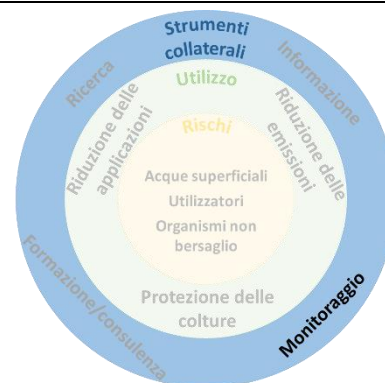 Strumenti
collaterali
Ricerca
Informazione
Utilizzo
Riduzione delle
applicazioni
Riduzione delle
emissioni
Rischi
Acque superficiali
Utilizzatori
Organismi non
bersaglio
Protezione delle
colture
Formazione/consulenza
Monitoraggio